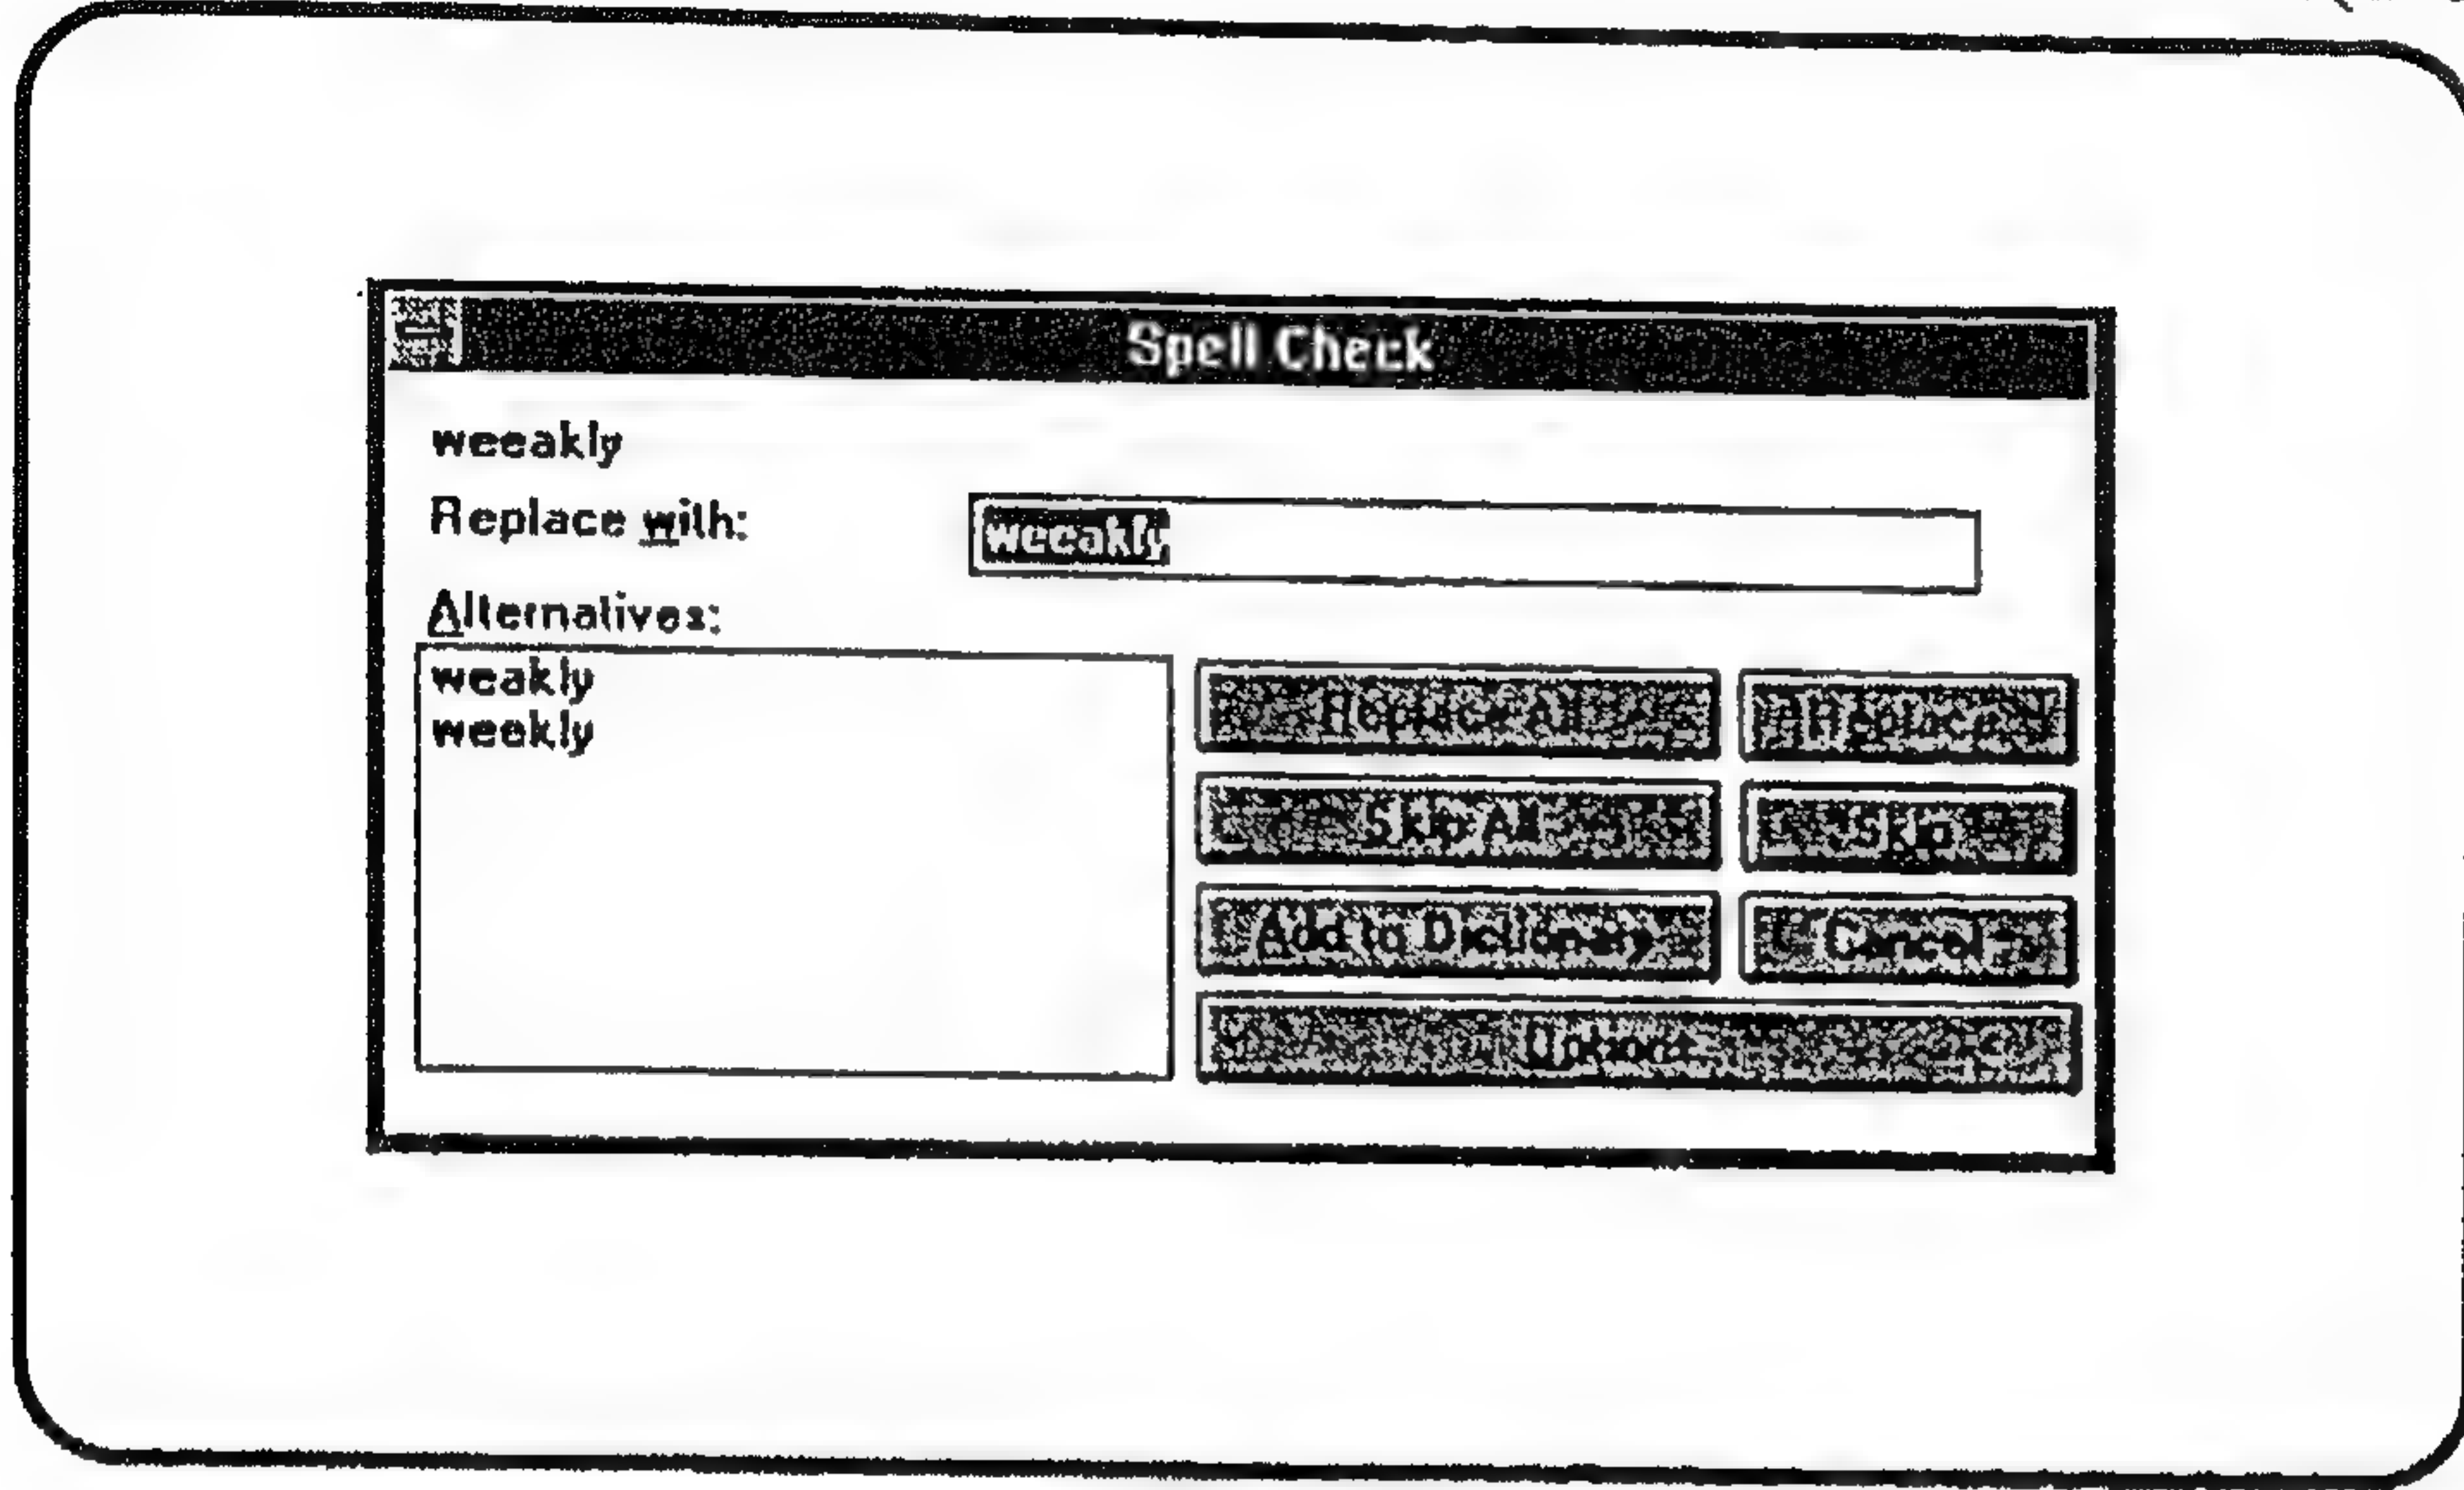 Spell Check
weeakly
Replace with:
weeakly
Alternatives:
weakly
weekly
Replace All
Replace
Skip All
Skip
Add to Dictionary
Cancel
Options